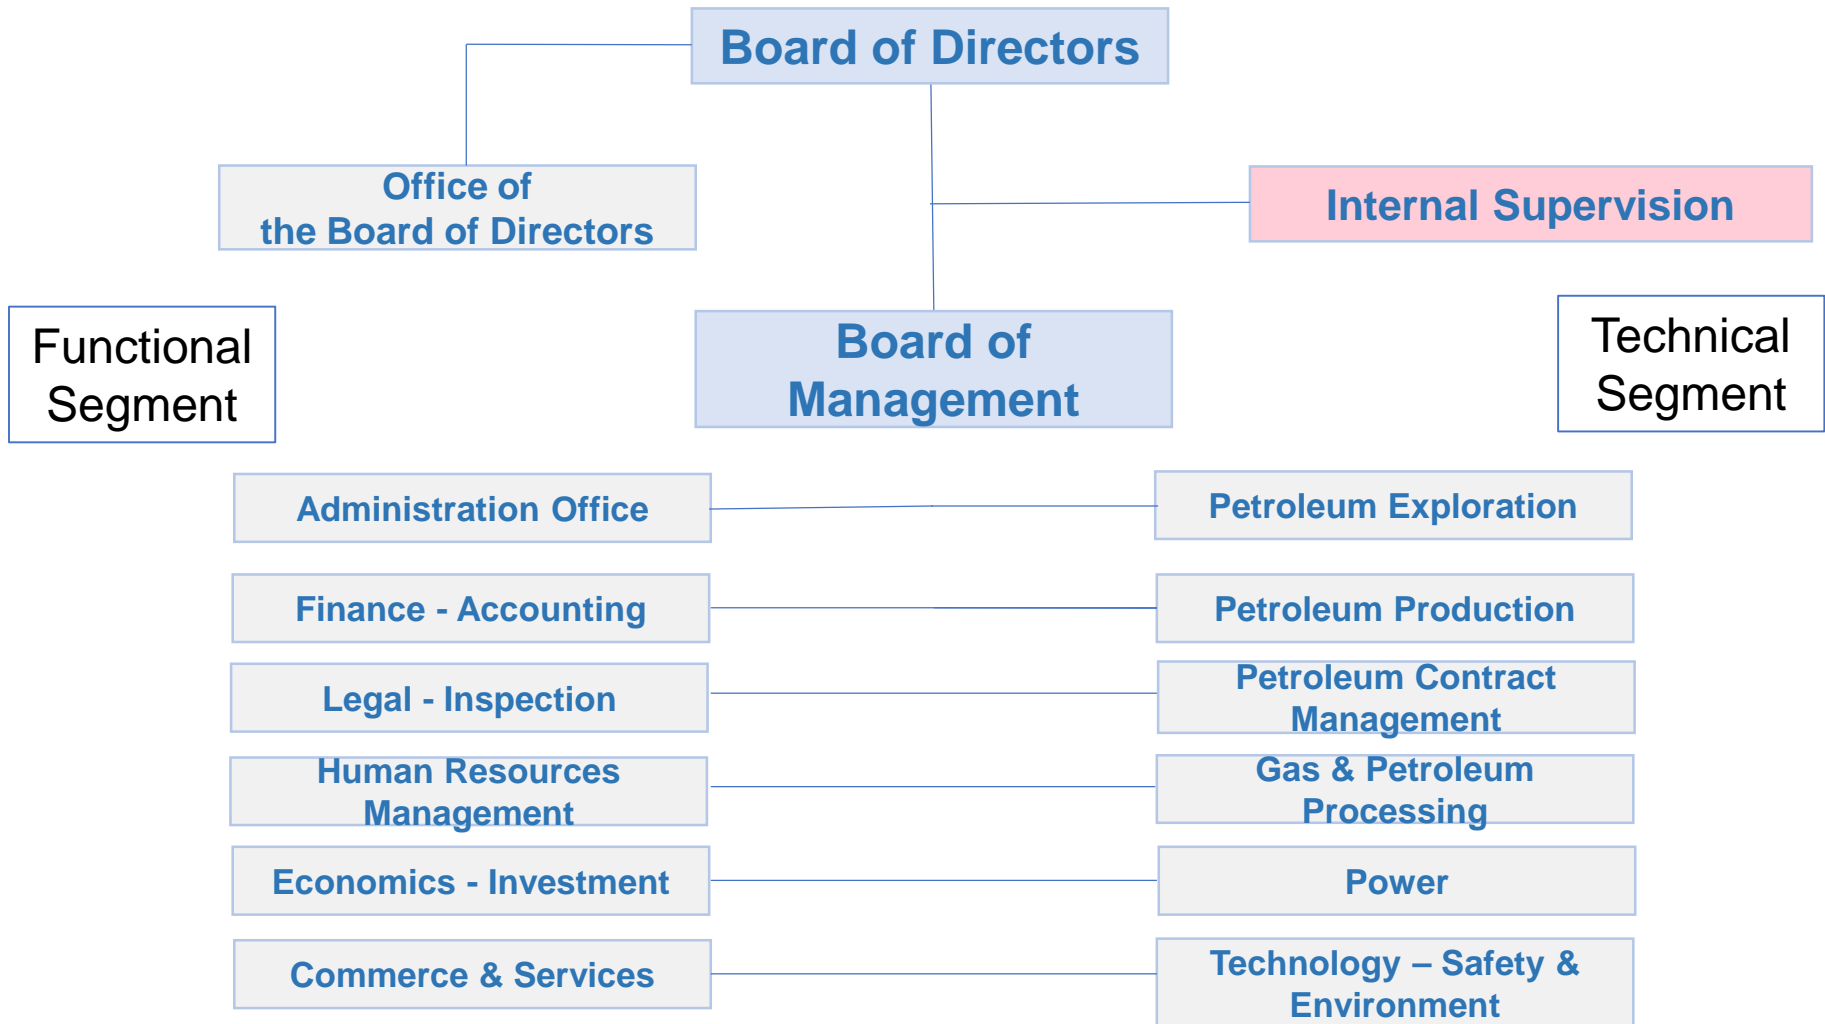 Board of Directors
Office of
the Board of Directors
Internal Supervision
Functional
Segment
Board of
Management
Technical
Segment
Administration Office
Petroleum Exploration
Finance - Accounting
Petroleum Production
Legal - Inspection
Petroleum Contract
Management
Human Resources
Management
Gas & Petroleum
Processing
Economics - Investment
Power
Commerce & Services
Technology – Safety &
Environment